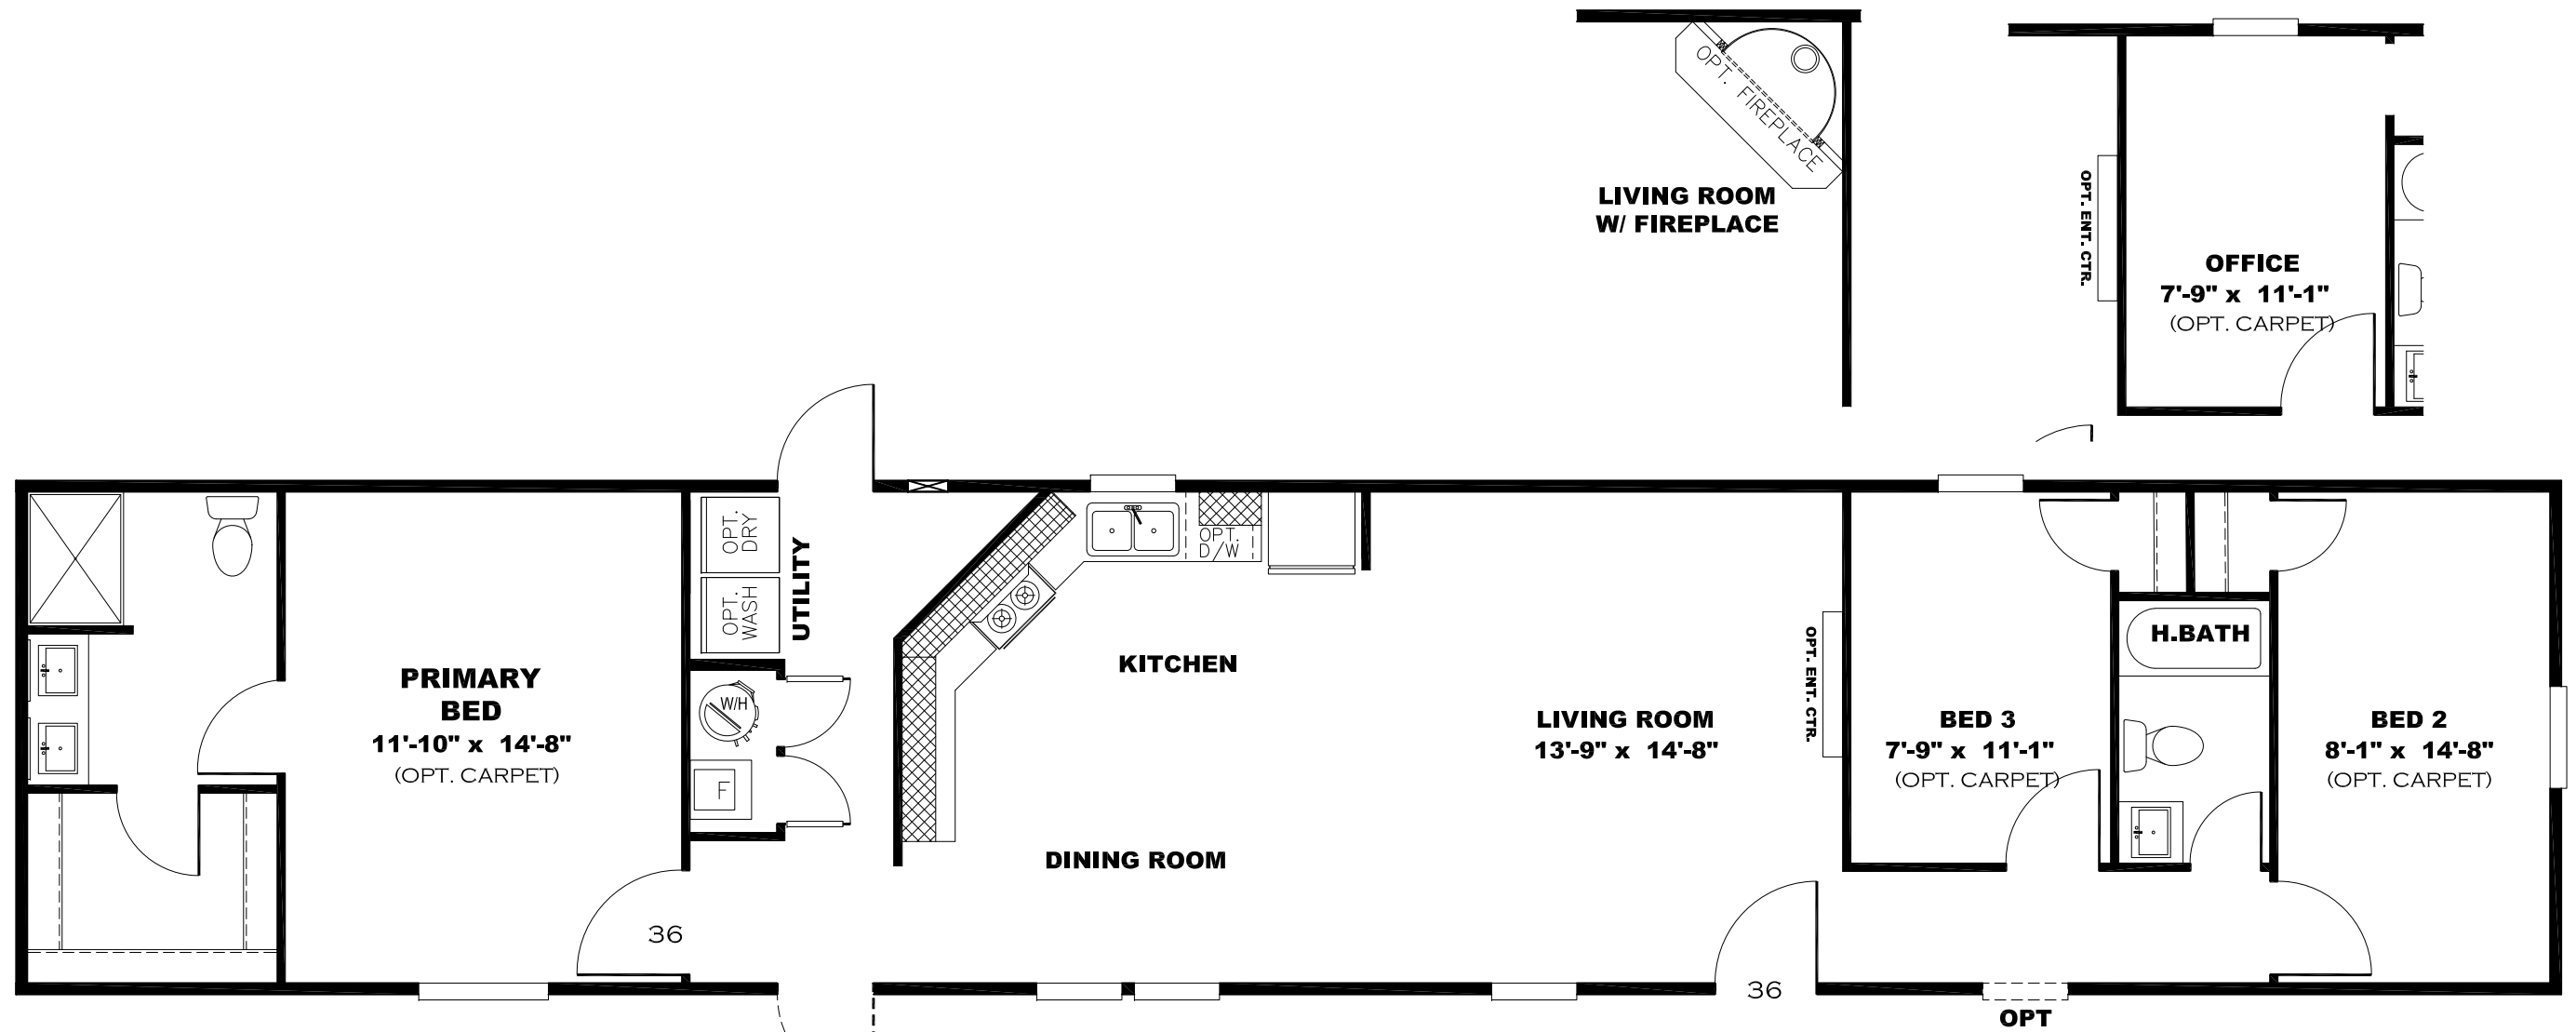 OPT. FIREPLACE
LIVING ROOM
W/ FIREPLACE
OPT. ENT. CTR.
OFFICE
7'-9" x 11'-1"
(OPT. CARPET)
PRIMARY
BED
11'-10" x 14'-8"
(OPT. CARPET)
36
OPT.
DRY
OPT.
WASH
UTILITY
W/H
F
OPT.
D/W
KITCHEN
DINING ROOM
LIVING ROOM
13'-9" x 14'-8"
OPT. ENT. CTR.
36
BED 3
7'-9" x 11'-1"
(OPT. CARPET)
H.BATH
BED 2
8'-1" x 14'-8"
(OPT. CARPET)
OPT